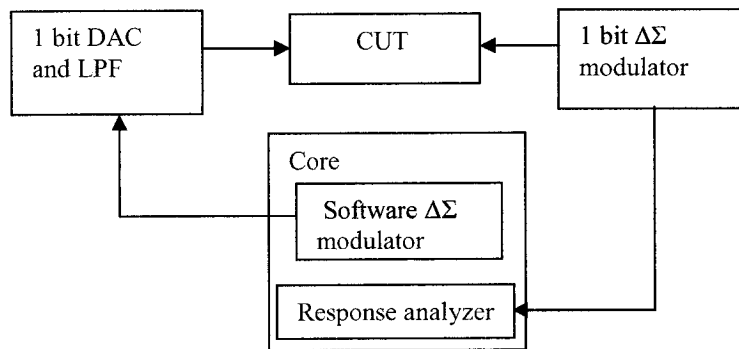 1 bit DAC
and LPF
CUT
1 bit ΔΣ
modulator
Core
Software ΔΣ
modulator
Response analyzer